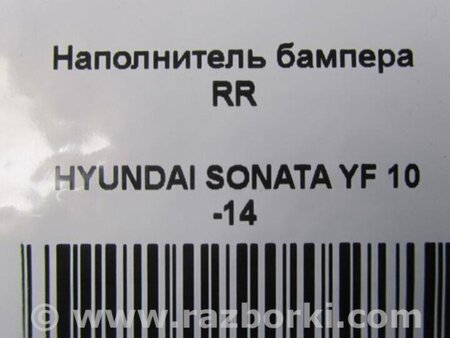 Наполнитель бампера
RR
HYUNDAI SONATA YF 10
-14
© www.razborki.com